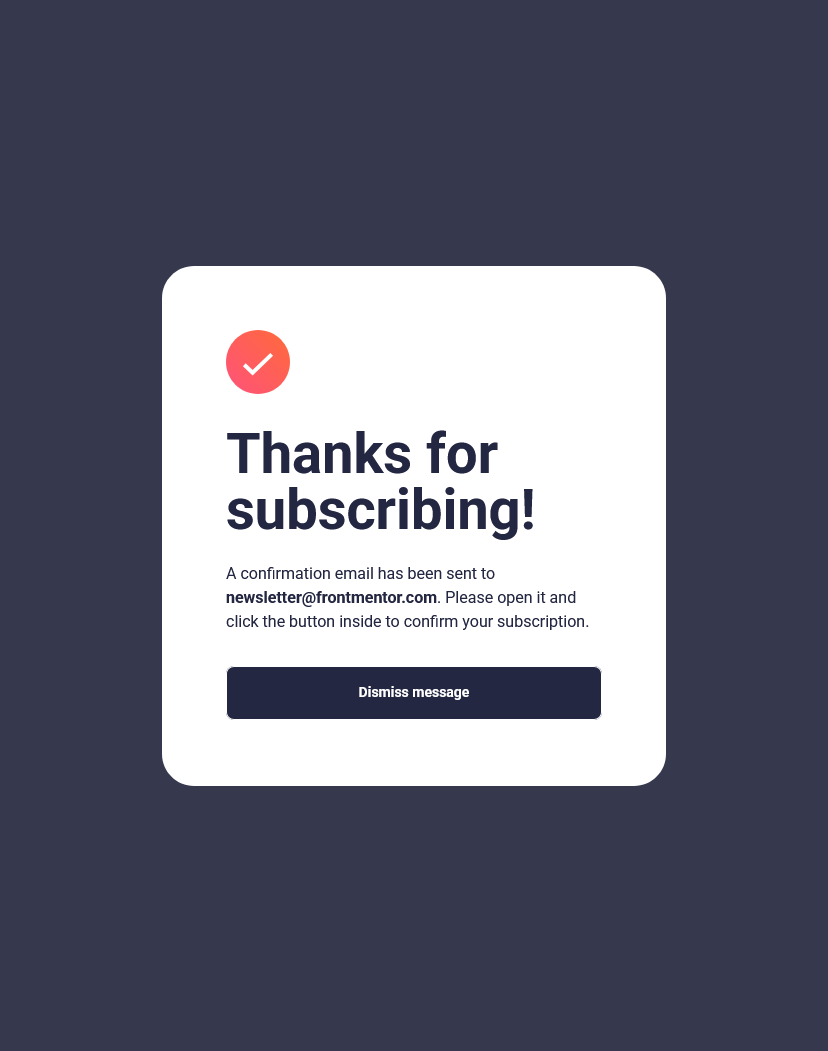 Thanks for
subscribing!
A confirmation email has been sent to
newsletter@frontmentor.com. Please open it and
click the button inside to confirm your subscription.
Dismiss message